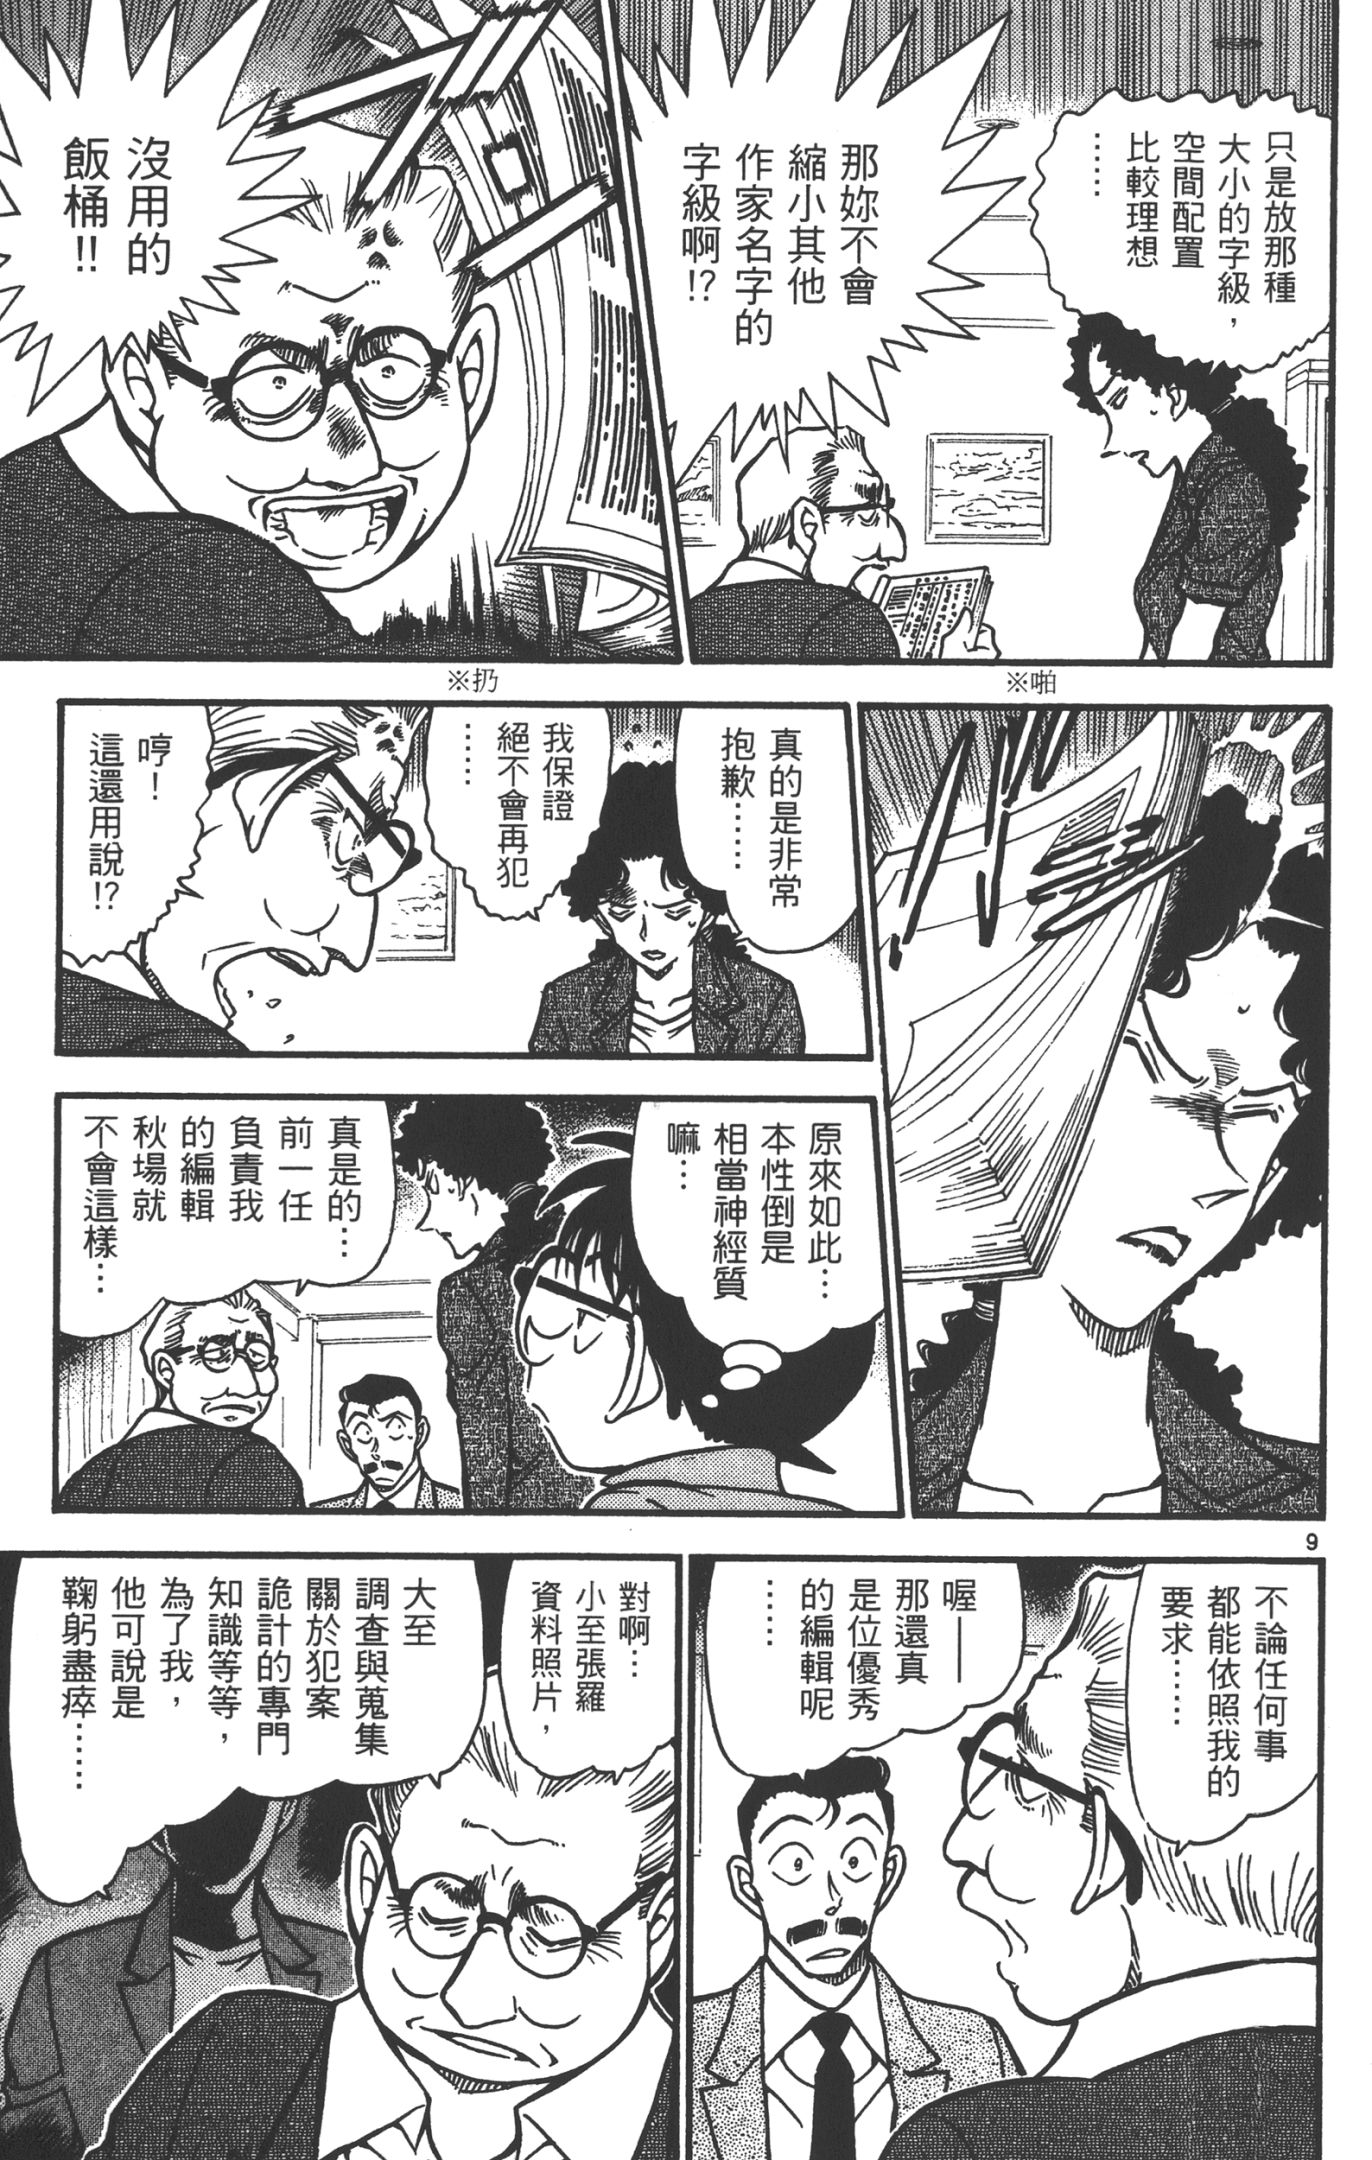 只是放那種
大小的字級，
空間配置
比較理想
……
那妳不會
縮小其他
作家名字的
字級啊!?
沒用的
飯桶!!
※扔
※啪
真的是非常
抱歉……
我保證
絕不會再犯
……
哼！
這還用說!?
原來如此…
本性倒是
相當神經質
嘛…
真是的…
前一任
負責我
的編輯
秋場就
不會這樣…
9
不論任何事
都能依照我的
要求……
喔——
那還真
是位優秀
的編輯呢
……
對啊…
小至張羅
資料照片，
大至
調查與蒐集
關於犯案
詭計的專門
知識等等，
為了我，
他可說是
鞠躬盡瘁……